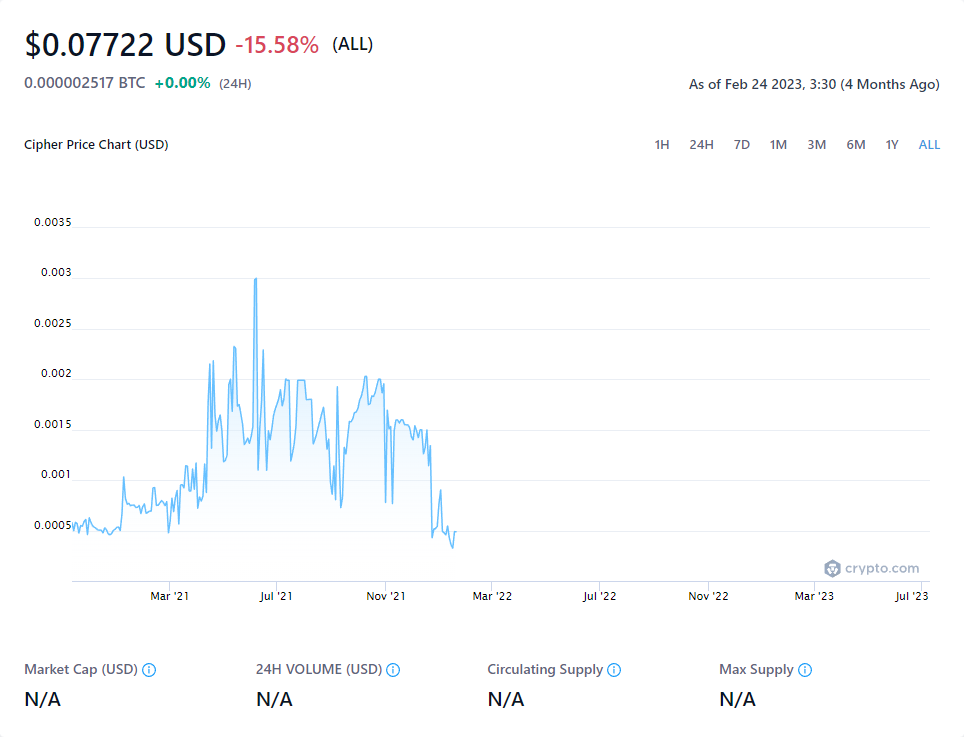 $0.07722 USD -15.58% (ALL)
0.000002517 BTC +0.00% (24H)
As of Feb 24 2023, 3:30 (4 Months Ago)
Cipher Price Chart (USD)
1H 24H 7D 1M 3M 6M 1Y ALL
0.0035
0.003
0.0025
0.002
0.0015
0.001
0.0005
crypto.com
Mar '21 Jul '21 Nov '21 Mar '22 Jul '22 Nov '22 Mar '23 Jul '23
Market Cap (USD) 24H VOLUME (USD) Circulating Supply Max Supply
N/A N/A N/A N/A